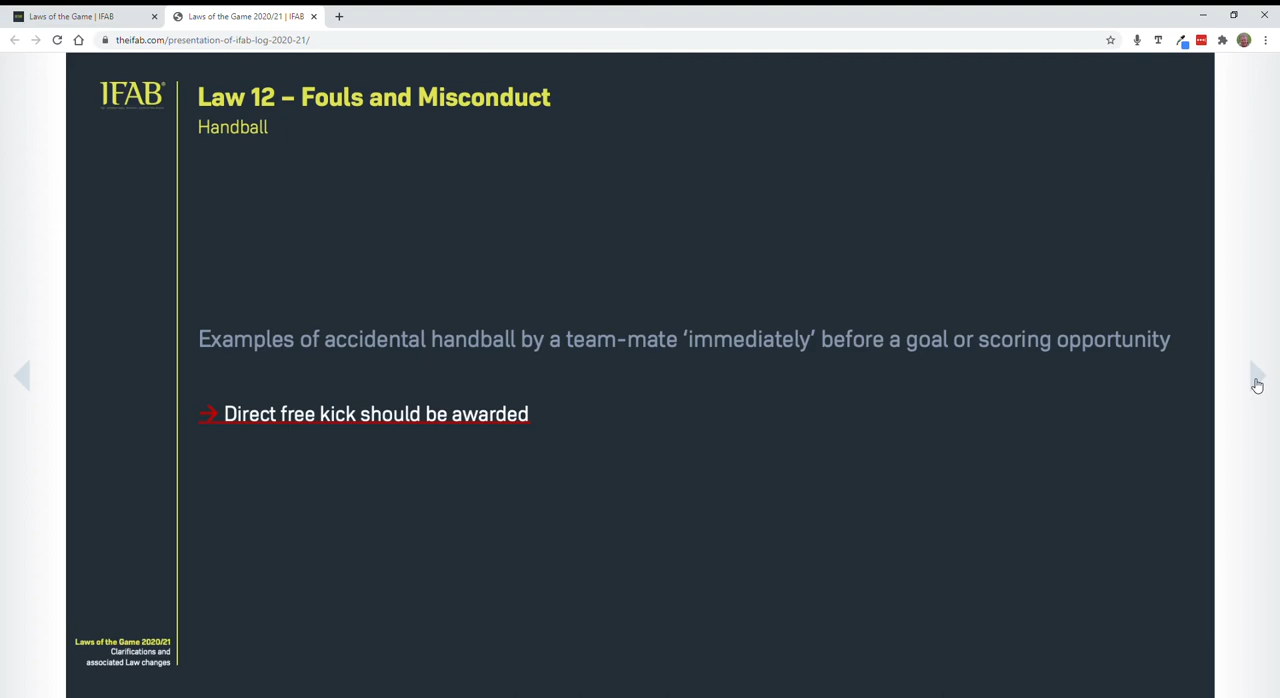 Laws of the Game | IFAB
Laws of the Game 2020/21 | IFAB
theifab.com/presentation-of-ifab-log-2020-21/
IFAB
Law 12 – Fouls and Misconduct
Handball
Examples of accidental handball by a team-mate ‘immediately’ before a goal or scoring opportunity
→ Direct free kick should be awarded
Laws of the Game 2020/21
Clarifications and
associated Law changes